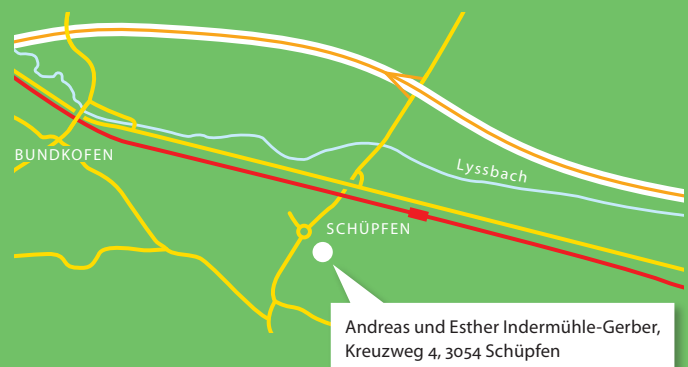 BUNDKOFEN
Lyssbach
SCHÜPFEN
Andreas und Esther Indermühle-Gerber,
Kreuzweg 4, 3054 Schüpfen